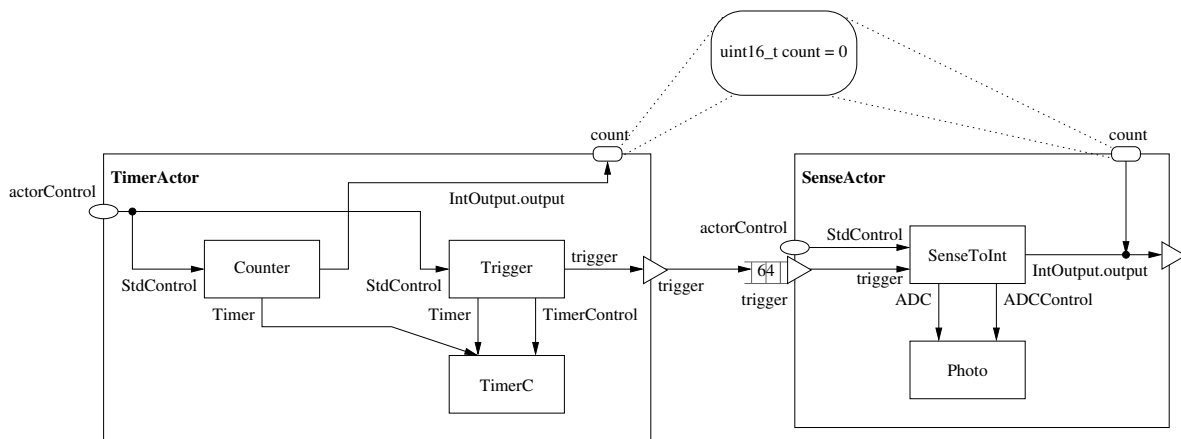 uint16_t count = 0
count
count
TimerActor
SenseActor
actorControl
IntOutput.output
actorControl
StdControl
Counter
Trigger
trigger
SenseToInt
StdControl
StdControl
trigger
64
trigger
trigger
IntOutput.output
Timer
Timer
TimerControl
ADC
ADCControl
TimerC
Photo